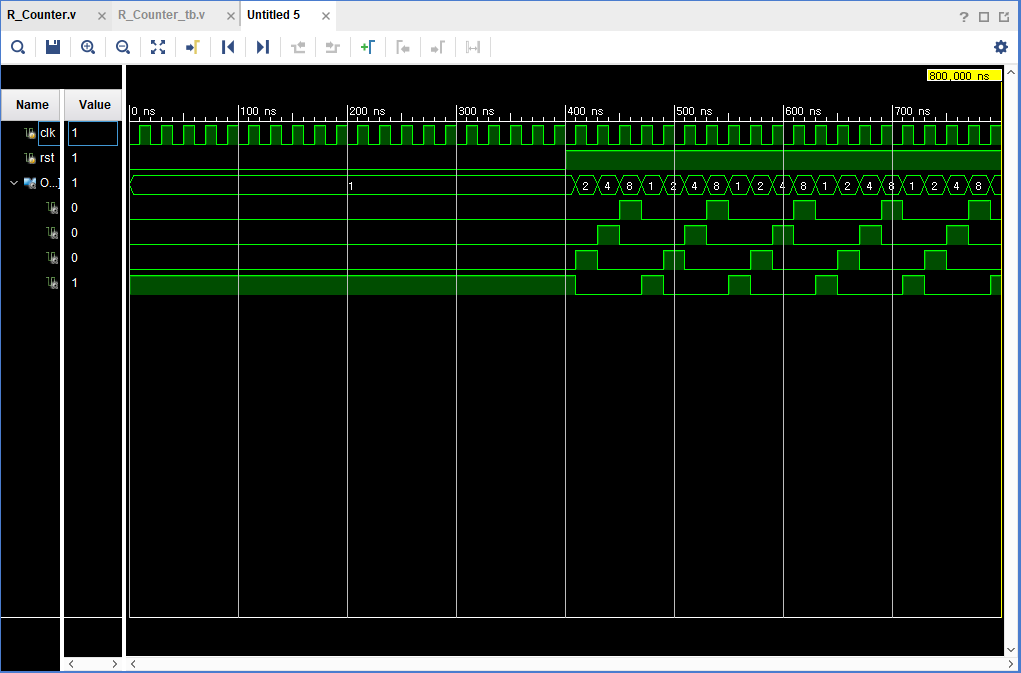 R_Counter.v × R_Counter_tb.v × Untitled 5 ×
?
800,000 ns
Name Value
0 ns 100 ns 200 ns 300 ns 400 ns 500 ns 600 ns 700 ns
clk 1
rst 1
O...] 1 1 2 4 8 1 2 4 8 1 2 4 8 1 2 4 8 1 2 4 8
0
0
0
1